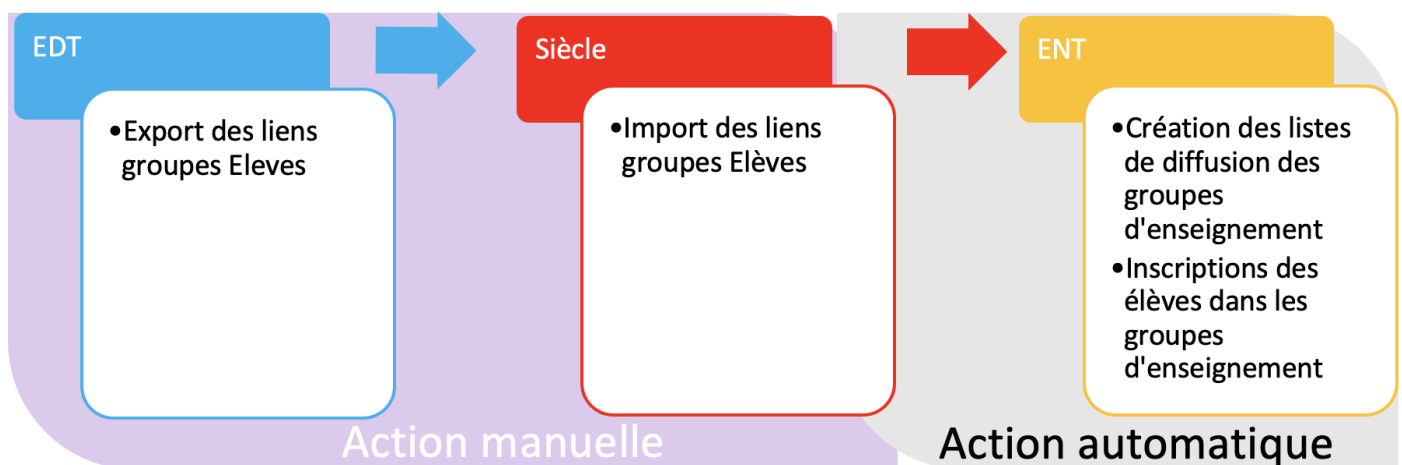 EDT
•Export des liens
groupes Eleves
Siècle
•Import des liens
groupes Elèves
ENT
•Création des listes
de diffusion des
groupes
d'enseignement
•Inscriptions des
élèves dans les
groupes
d'enseignement
Action manuelle
Action automatique